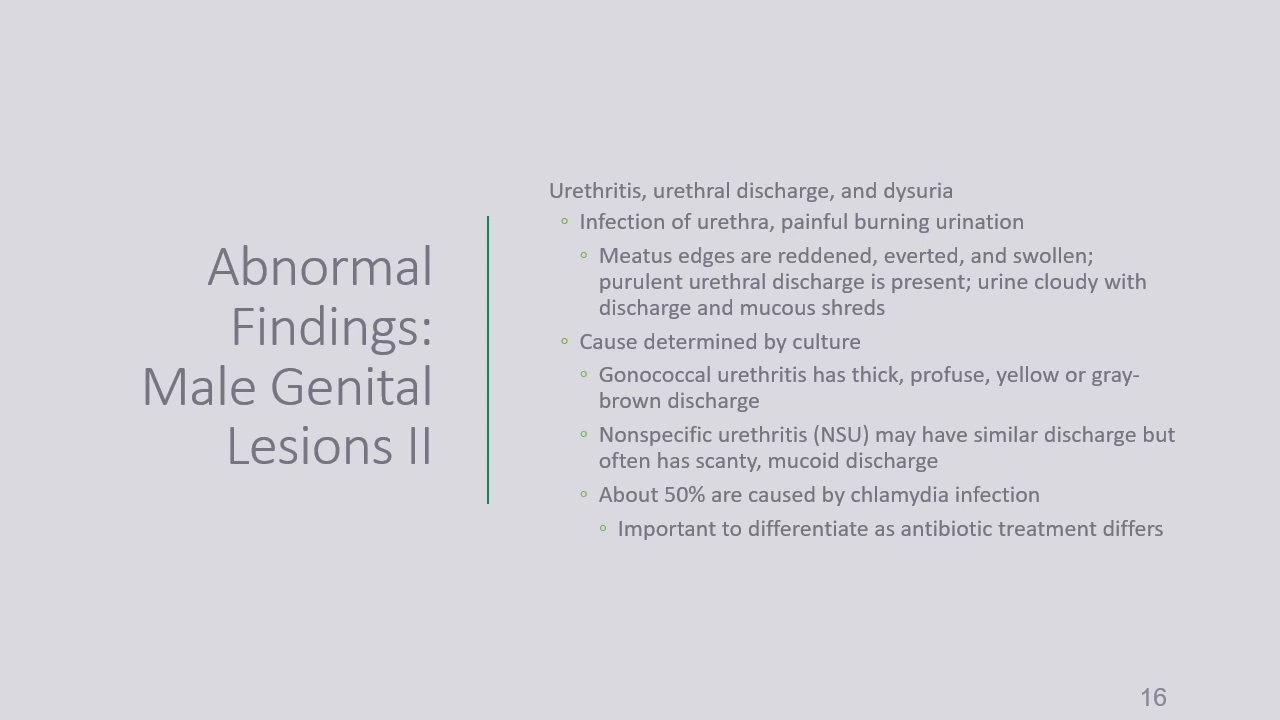 Abnormal
Findings:
Male Genital
Lesions II
Urethritis, urethral discharge, and dysuria
Infection of urethra, painful burning urination
Meatus edges are reddened, everted, and swollen;
purulent urethral discharge is present; urine cloudy with
discharge and mucous shreds
Cause determined by culture
Gonococcal urethritis has thick, profuse, yellow or gray-
brown discharge
Nonspecific urethritis (NSU) may have similar discharge but
often has scanty, mucoid discharge
About 50% are caused by chlamydia infection
Important to differentiate as antibiotic treatment differs
16